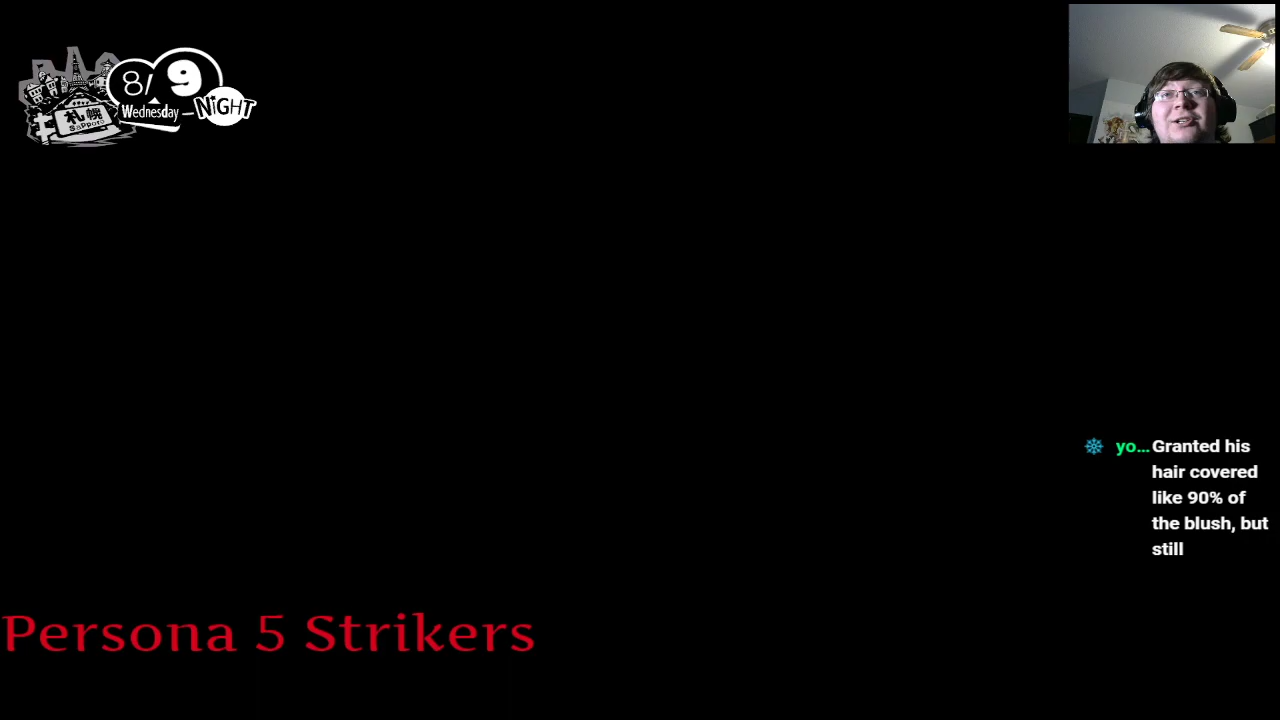 8/9
Wednesday
NiGHT
札幌
Sapporo
yo...Granted his
hair covered
like 90% of
the blush, but
still
Persona 5 Strikers